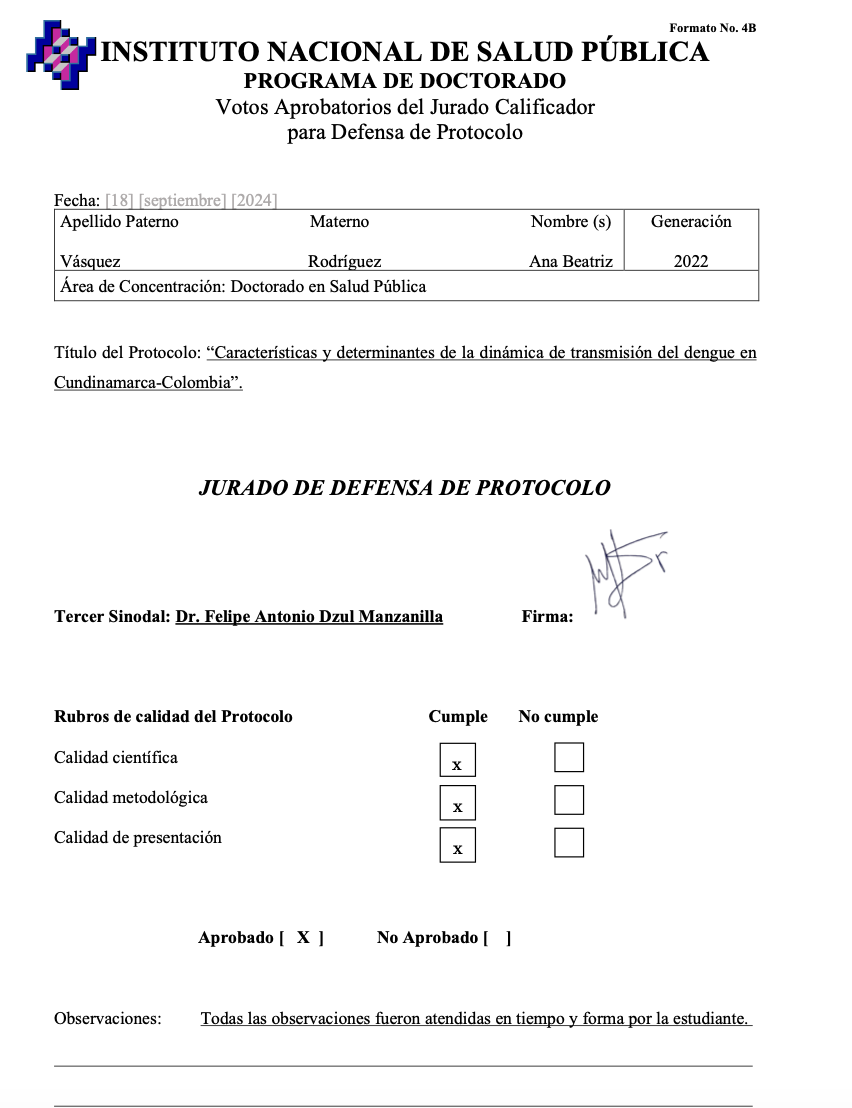 Formato No. 4B
INSTITUTO NACIONAL DE SALUD PÚBLICA
PROGRAMA DE DOCTORADO
Votos Aprobatorios del Jurado Calificador
para Defensa de Protocolo
Fecha: [18] [septiembre] [2024]
Apellido Paterno Materno Nombre (s) Generación
Vásquez Rodríguez Ana Beatriz 2022
Área de Concentración: Doctorado en Salud Pública
Título del Protocolo: “Características y determinantes de la dinámica de transmisión del dengue en
Cundinamarca-Colombia”.
JURADO DE DEFENSA DE PROTOCOLO
Tercer Sinodal: Dr. Felipe Antonio Dzul Manzanilla Firma:
Rubros de calidad del Protocolo Cumple No cumple
Calidad científica x
Calidad metodológica x
Calidad de presentación x
Aprobado [ X ] No Aprobado [ ]
Observaciones: Todas las observaciones fueron atendidas en tiempo y forma por la estudiante.